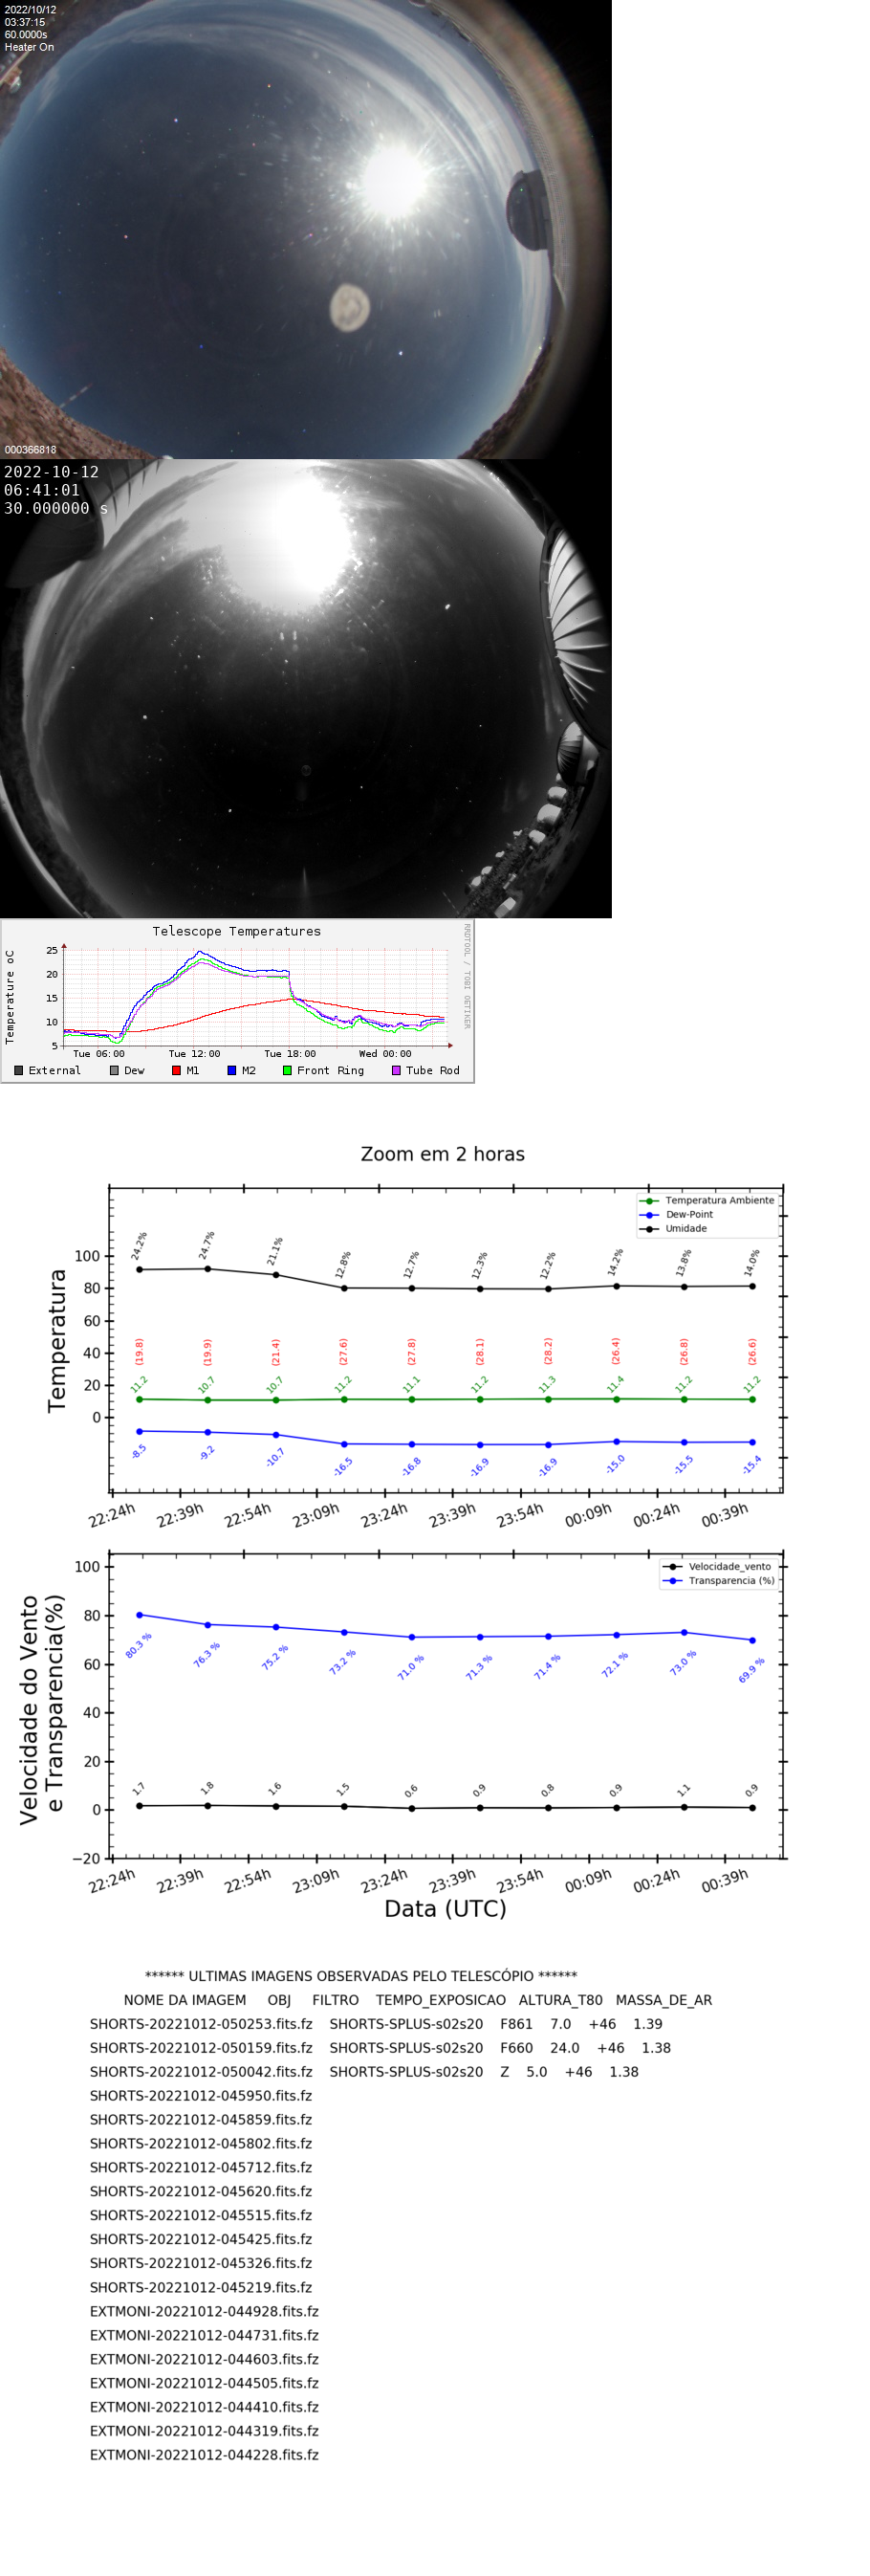 2022/10/12
03:37:15
60.0000s
Heater On
000366818
2022-10-12
06:41:01
30.000000 s
Telescope Temperatures
RRDTOOL / TOBI OETIKER
Temperature oC
25
20
15
10
5
Tue 06:00 Tue 12:00 Tue 18:00 Wed 00:00
External Dew M1 M2 Front Ring Tube Rod
Zoom em 2 horas
Temperatura Ambiente
Dew-Point
Umidade
Temperatura
100
80
60
40
20
0
24.2% 24.7% 21.1% 12.8% 12.7% 12.3% 12.2% 14.2% 13.8% 14.0%
(19.8) (19.9) (21.4) (27.6) (27.8) (28.1) (28.2) (26.4) (26.8) (26.6)
11.2 10.7 10.7 11.2 11.1 11.2 11.3 11.4 11.2 11.2
-8.5 -9.2 -10.7 -16.5 -16.8 -16.9 -16.9 -15.0 -15.5 -15.4
22:24h 22:39h 22:54h 23:09h 23:24h 23:39h 23:54h 00:09h 00:24h 00:39h
Velocidade_vento
Transparencia (%)
Velocidade do Vento
e Transparencia(%)
100
80
60
40
20
0
−20
80.3 % 76.3 % 75.2 % 73.2 % 71.0 % 71.3 % 71.4 % 72.1 % 73.0 % 69.9 %
1.7 1.8 1.6 1.5 0.6 0.9 0.8 0.9 1.1 0.9
22:24h 22:39h 22:54h 23:09h 23:24h 23:39h 23:54h 00:09h 00:24h 00:39h
Data (UTC)
****** ULTIMAS IMAGENS OBSERVADAS PELO TELESCÓPIO ******
NOME DA IMAGEM OBJ FILTRO TEMPO_EXPOSICAO ALTURA_T80 MASSA_DE_AR
SHORTS-20221012-050253.fits.fz SHORTS-SPLUS-s02s20 F861 7.0 +46 1.39
SHORTS-20221012-050159.fits.fz SHORTS-SPLUS-s02s20 F660 24.0 +46 1.38
SHORTS-20221012-050042.fits.fz SHORTS-SPLUS-s02s20 Z 5.0 +46 1.38
SHORTS-20221012-045950.fits.fz
SHORTS-20221012-045859.fits.fz
SHORTS-20221012-045802.fits.fz
SHORTS-20221012-045712.fits.fz
SHORTS-20221012-045620.fits.fz
SHORTS-20221012-045515.fits.fz
SHORTS-20221012-045425.fits.fz
SHORTS-20221012-045326.fits.fz
SHORTS-20221012-045219.fits.fz
EXTMONI-20221012-044928.fits.fz
EXTMONI-20221012-044731.fits.fz
EXTMONI-20221012-044603.fits.fz
EXTMONI-20221012-044505.fits.fz
EXTMONI-20221012-044410.fits.fz
EXTMONI-20221012-044319.fits.fz
EXTMONI-20221012-044228.fits.fz